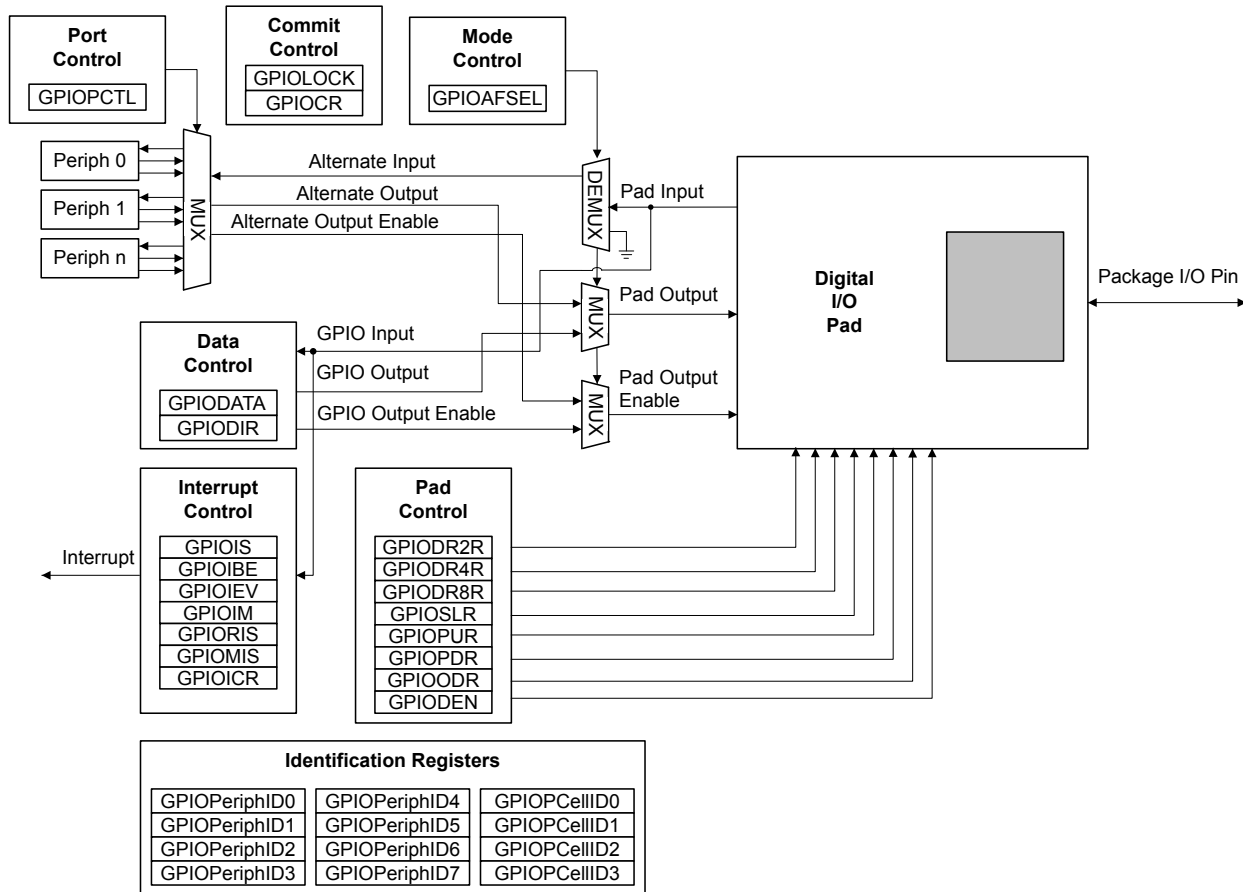 Port
Control
GPIOPCTL
Commit
Control
GPIOLOCK
GPIOCR
Mode
Control
GPIOAFSEL
Periph 0
Periph 1
Periph n
MUX
Alternate Input
Alternate Output
Alternate Output Enable
DEMUX
Pad Input
MUX
Pad Output
MUX
Pad Output
Enable
Digital
I/O
Pad
Package I/O Pin
Data
Control
GPIODATA
GPIODIR
GPIO Input
GPIO Output
GPIO Output Enable
Interrupt
Control
GPIOIS
GPIOIBE
GPIOIEV
GPIOIM
GPIORIS
GPIOMIS
GPIOICR
Interrupt
Pad
Control
GPIODR2R
GPIODR4R
GPIODR8R
GPIOSLR
GPIOPUR
GPIOPDR
GPIOODR
GPIODEN
Identification Registers
GPIOPeriphID0
GPIOPeriphID1
GPIOPeriphID2
GPIOPeriphID3
GPIOPeriphID4
GPIOPeriphID5
GPIOPeriphID6
GPIOPeriphID7
GPIOPCellID0
GPIOPCellID1
GPIOPCellID2
GPIOPCellID3